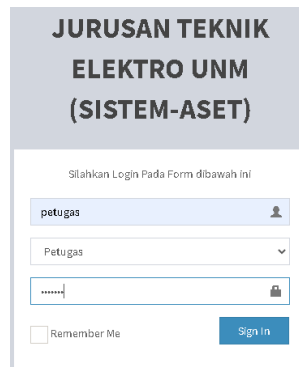 JURUSAN TEKNIK
ELEKTRO UNM
(SISTEM-ASET)
Silahkan Login Pada Form dibawah ini
petugas
Petugas
•••••••
Remember Me
Sign In